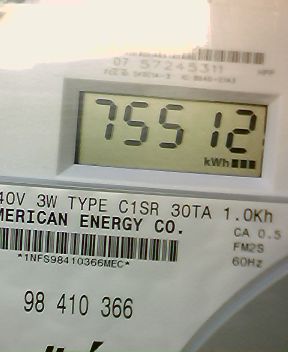 07 57245311
75512
kWh
40V 3W TYPE C1SR 30TA 1.0Kh
MERICAN ENERGY CO.
CA 0.5
FM2S
*1NFS98410366MEC*
60Hz
98 410 366